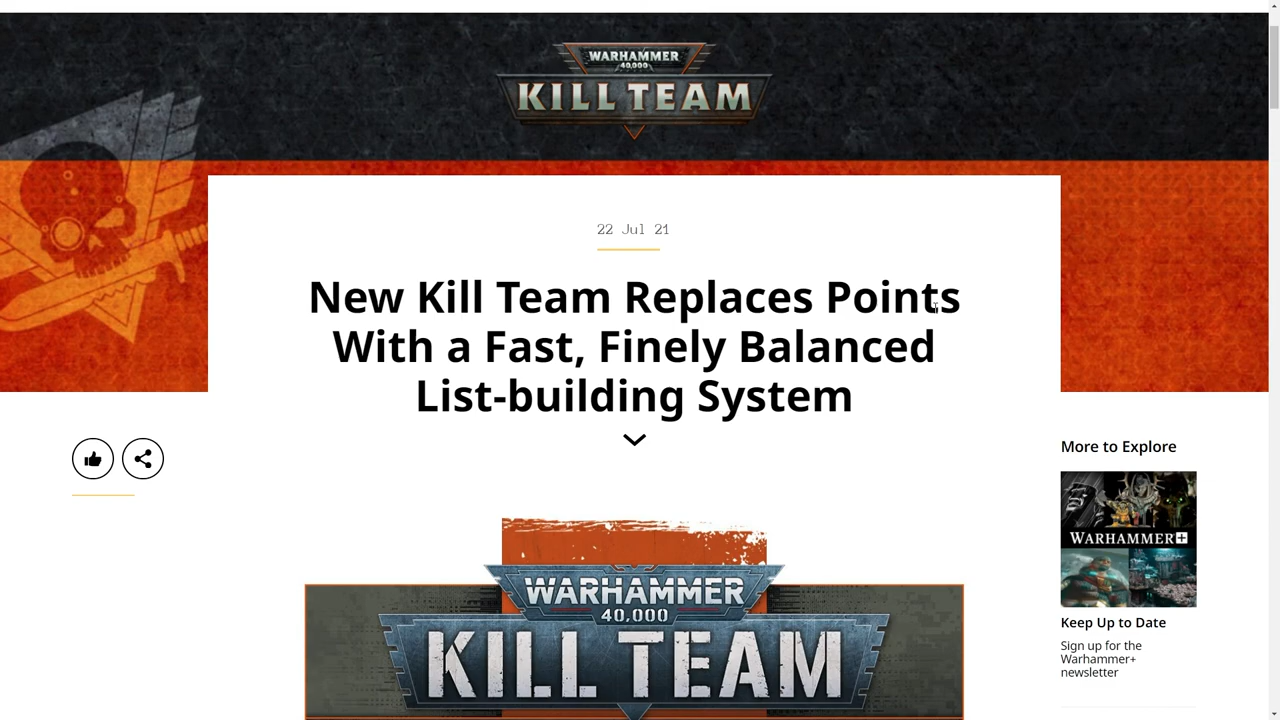 WARHAMMER
40,000
KILL TEAM
22 Jul 21
New Kill Team Replaces Points
With a Fast, Finely Balanced
List-building System
More to Explore
WARHAMMER+
Keep Up to Date
Sign up for the
Warhammer+
newsletter
WARHAMMER
40,000
KILL TEAM